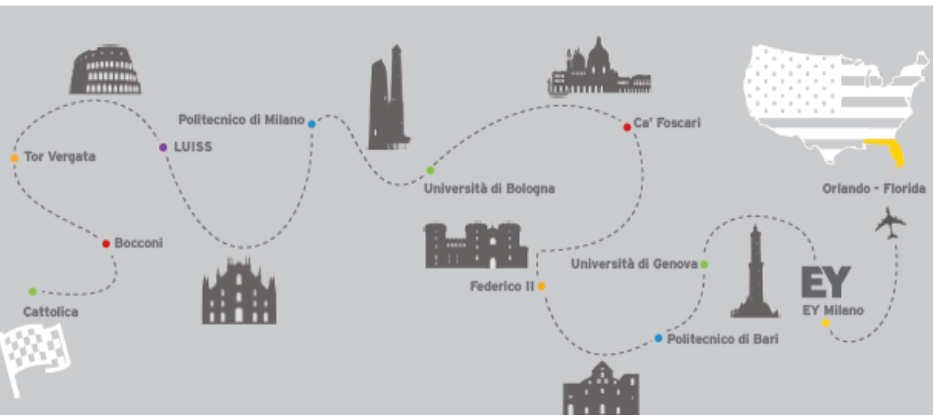 Politecnico di Milano
Ca' Foscari
LUISS
Tor Vergata
Università di Bologna
Orlando - Florida
Bocconi
Università di Genova
EY
Federico II
EY Milano
Cattolica
Politecnico di Bari